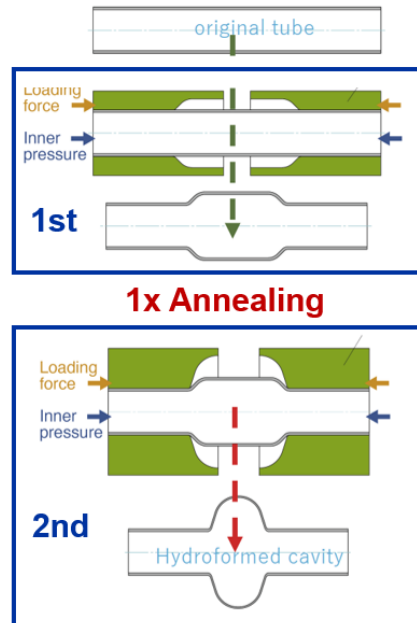 original tube
Loading
force
Inner
pressure
1st
1x Annealing
Loading
force
Inner
pressure
2nd
Hydroformed cavity